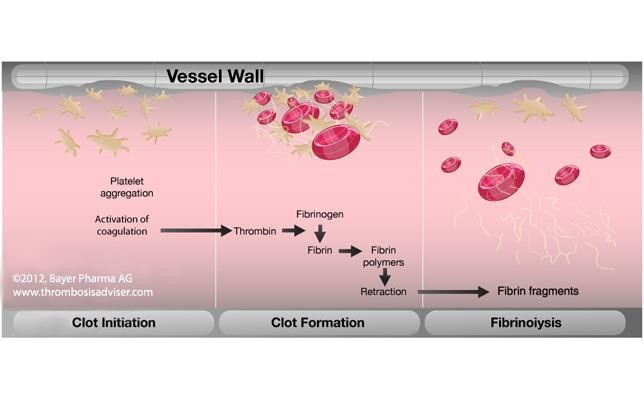 Vessel Wall
Platelet
aggregation
Activation of
coagulation
Thrombin
Fibrinogen
Fibrin
Fibrin
polymers
Retraction
Fibrin fragments
©2012, Bayer Pharma AG
www.thrombosisadviser.com
Clot Initiation
Clot Formation
Fibrinoiysis